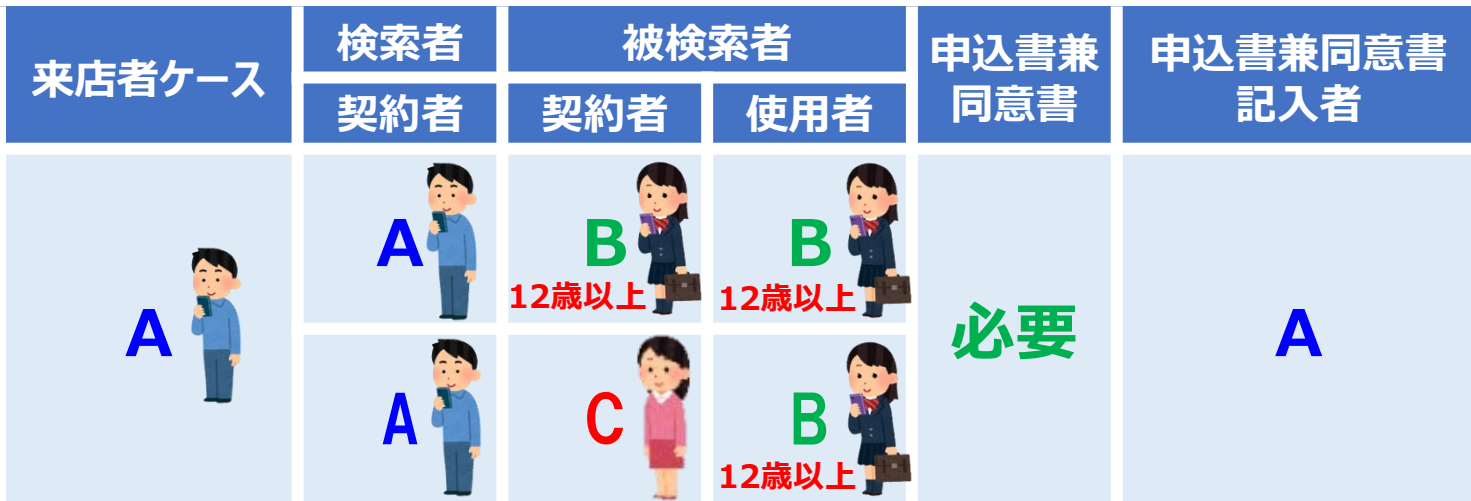 来店者ケース
検索者
被検索者
申込書兼
同意書
申込書兼同意書
記入者
契約者
契約者
使用者
A
A
B
12歳以上
B
12歳以上
必要
A
A
C
B
12歳以上